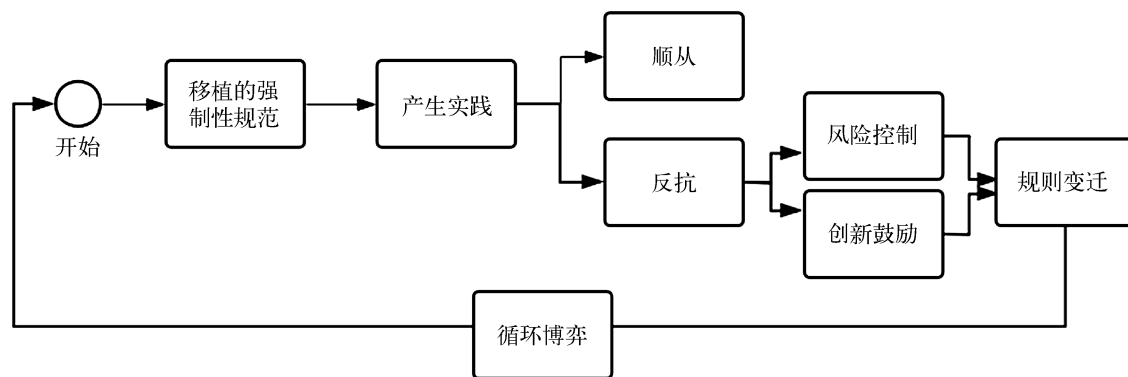 开始
移植的强
制性规范
产生实践
顺从
反抗
风险控制
创新鼓励
规则变迁
循环博弈